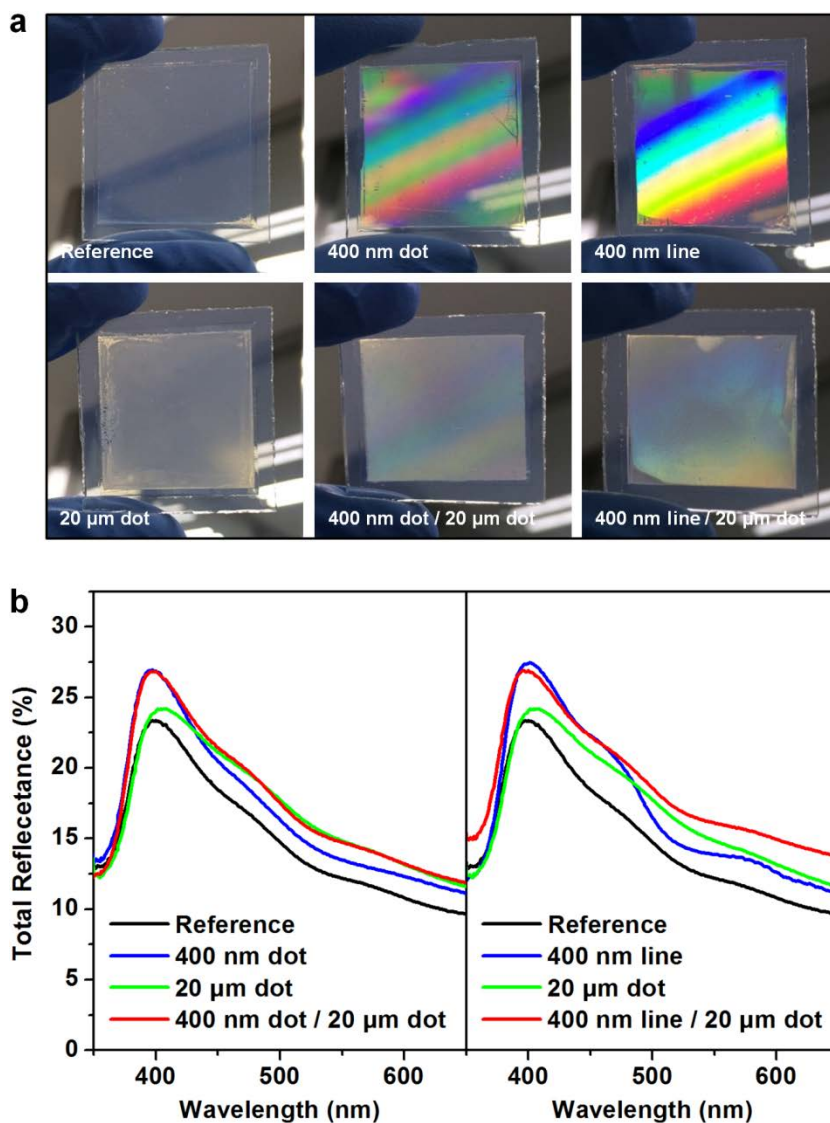 a
Reference
400 nm dot
400 nm line
20 µm dot
400 nm dot / 20 µm dot
400 nm line / 20 µm dot
b
Total Reflecetance (%)
30
25
20
15
10
5
0
Reference
400 nm dot
20 µm dot
400 nm dot / 20 µm dot
400 500 600
Wavelength (nm)
Reference
400 nm line
20 µm dot
400 nm line / 20 µm dot
400 500 600
Wavelength (nm)